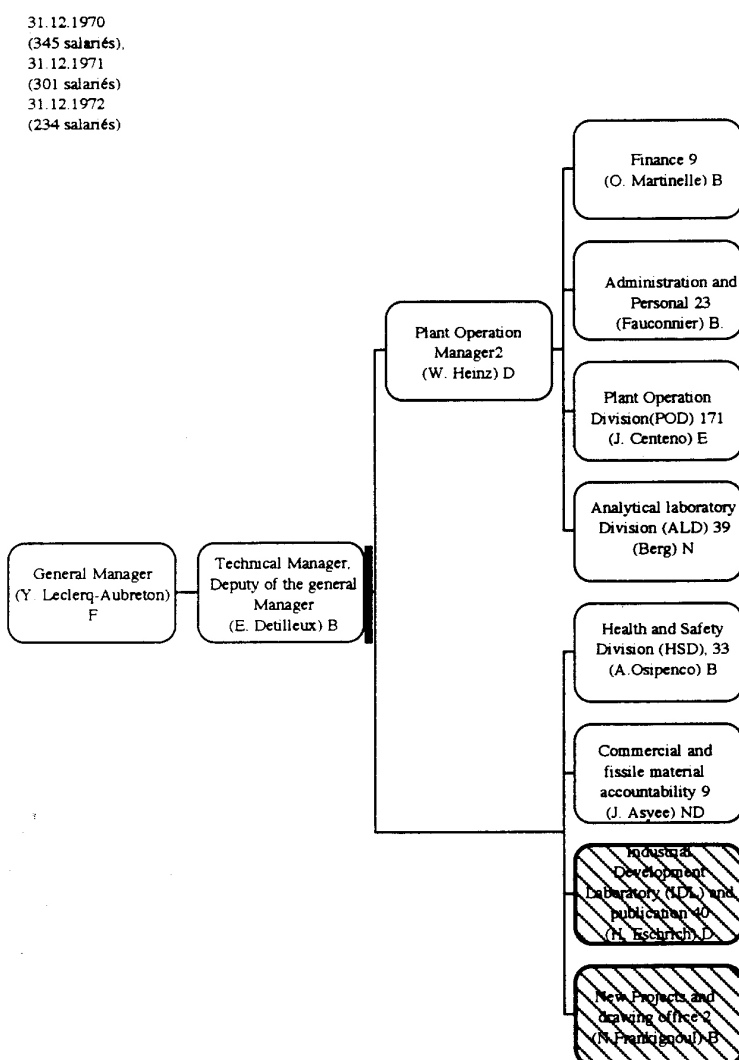 31.12.1970
(345 salariés),
31.12.1971
(301 salariés)
31.12.1972
(234 salariés)
Finance 9
(O. Martinelle) B
Administration and
Personal 23
(Fauconnier) B.
Plant Operation
Manager2
(W. Heinz) D
Plant Operation
Division(POD) 171
(J. Centeno) E
Analytical laboratory
Division (ALD) 39
(Berg) N
General Manager
(Y. Leclerq-Aubreton)
F
Technical Manager,
Deputy of the general
Manager
(E. Detilleux) B
Health and Safety
Division (HSD), 33
(A.Osipenco) B
Commercial and
fissile material
accountability 9
(J. Asyee) ND
Industrial
Development
Laboratory (IDL) and
publication 40
(H. Eschrich) D
New Projects and
drawing office 2
(N.Frankignoul) B